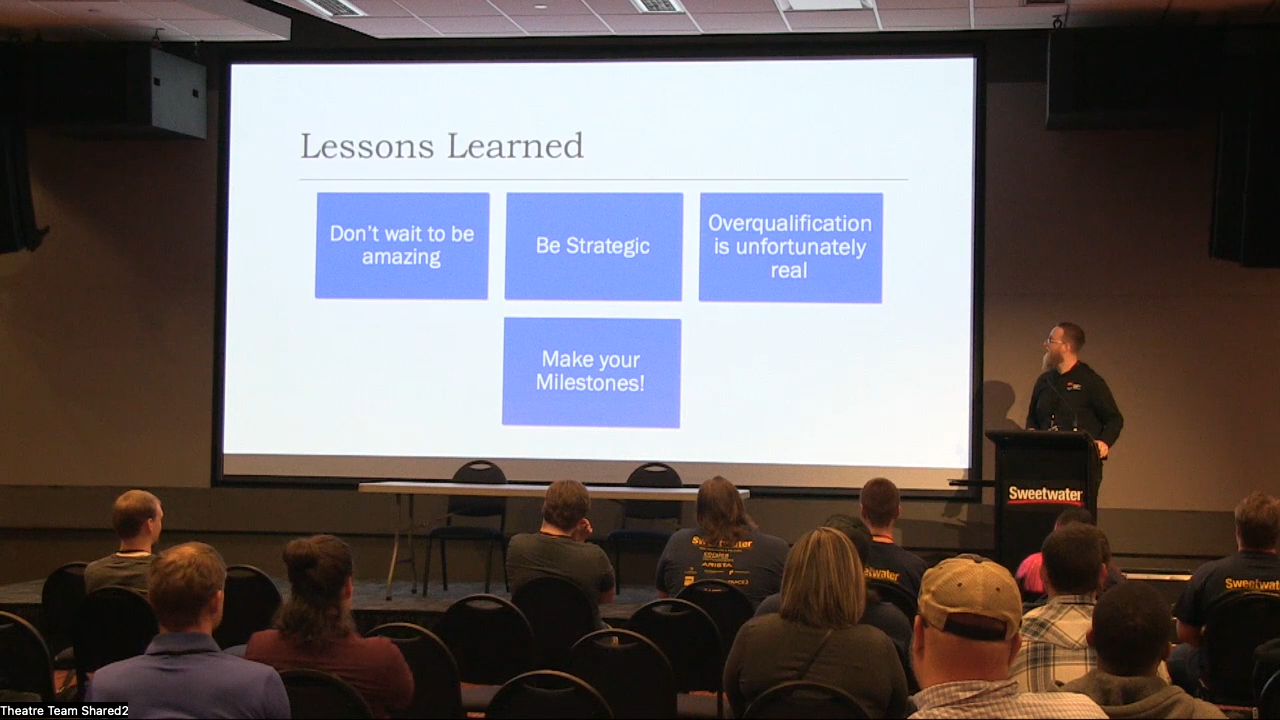 Lessons Learned
Don't wait to be
amazing
Be Strategic
Overqualification
is unfortunately
real
Make your
Milestones!
Sweetwater
Sweetwater
ARISTA
Sweetwater
Theatre Team Shared2